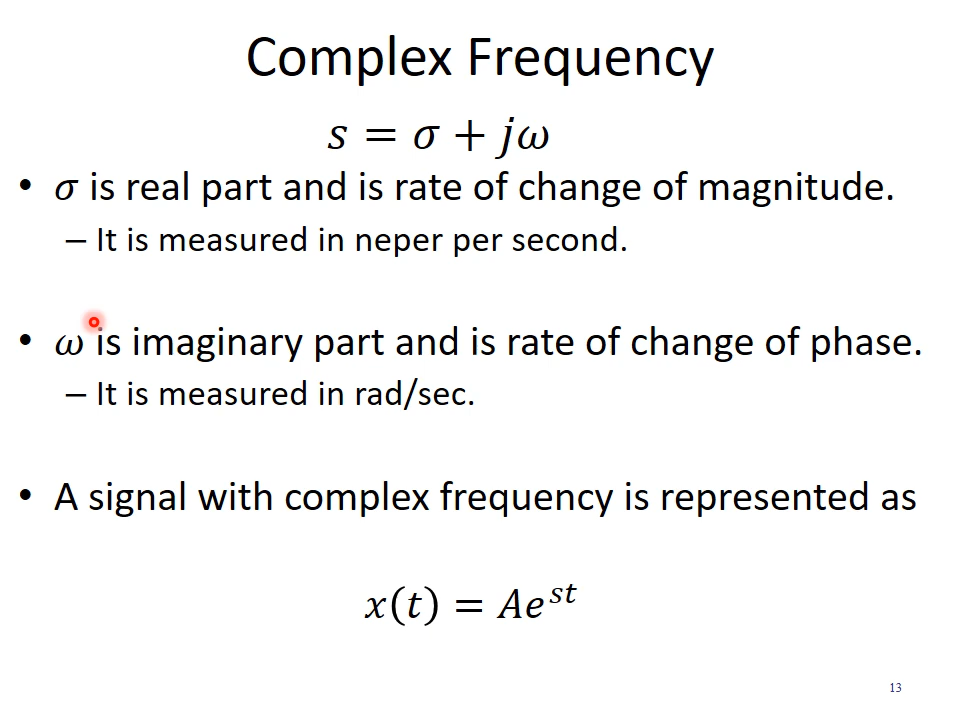 Complex Frequency
𝑠 = 𝜎 + 𝑗𝜔
• 𝜎 is real part and is rate of change of magnitude.
– It is measured in neper per second.
• 𝜔 is imaginary part and is rate of change of phase.
– It is measured in rad/sec.
• A signal with complex frequency is represented as
𝑥(𝑡) = 𝐴𝑒^{𝑠𝑡}
13